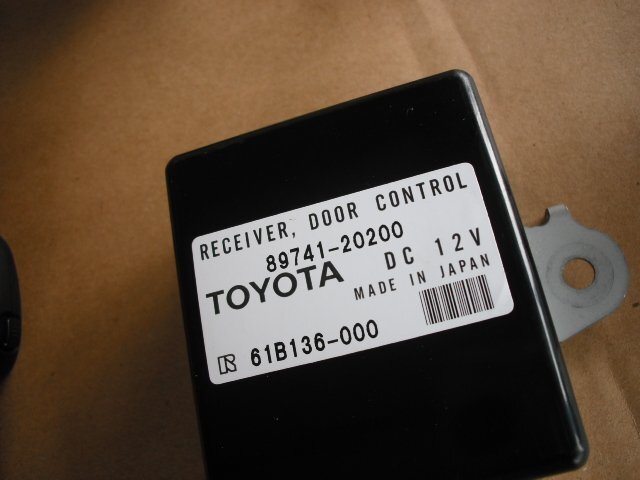 RECEIVER, DOOR CONTROL
89741-20200
TOYOTA DC 12V
MADE IN JAPAN
R 61B136-000